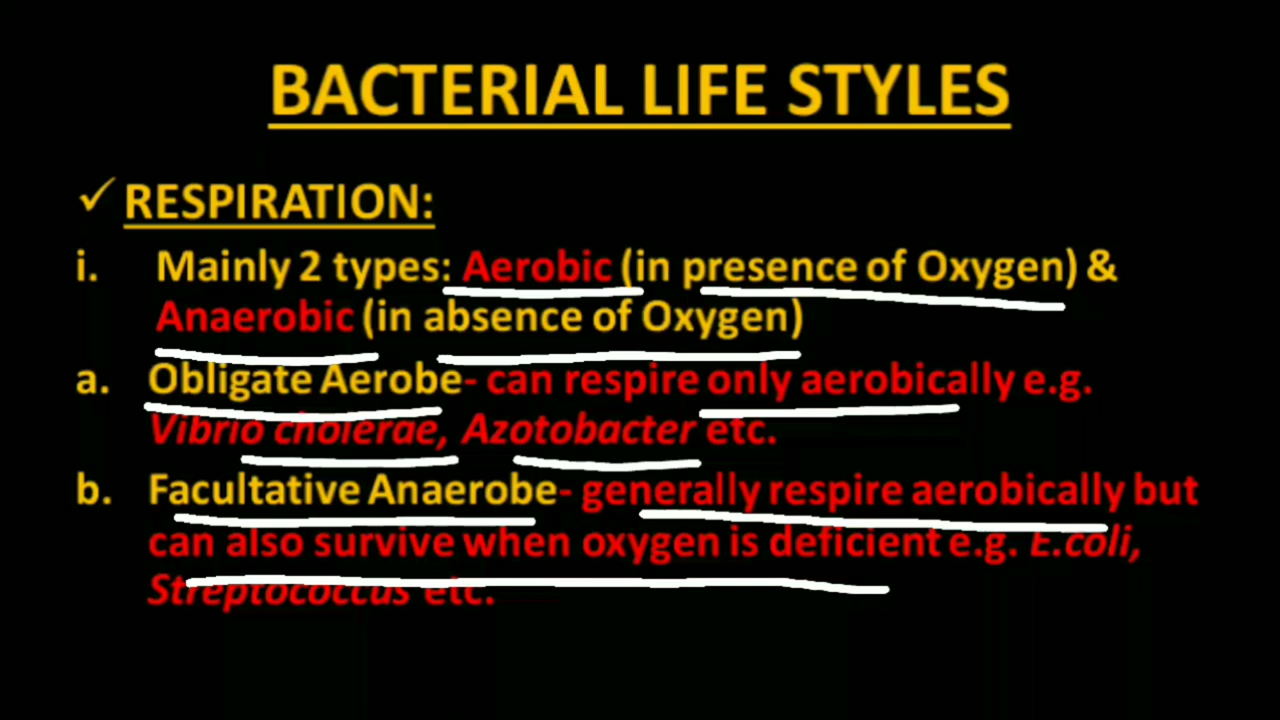 BACTERIAL LIFE STYLES
✓ RESPIRATION:
i. Mainly 2 types: Aerobic (in presence of Oxygen) &
Anaerobic (in absence of Oxygen)
a. Obligate Aerobe- can respire only aerobically e.g.
Vibrio cholerae, Azotobacter etc.
b. Facultative Anaerobe- generally respire aerobically but
can also survive when oxygen is deficient e.g. E.coli,
Streptococcus etc.